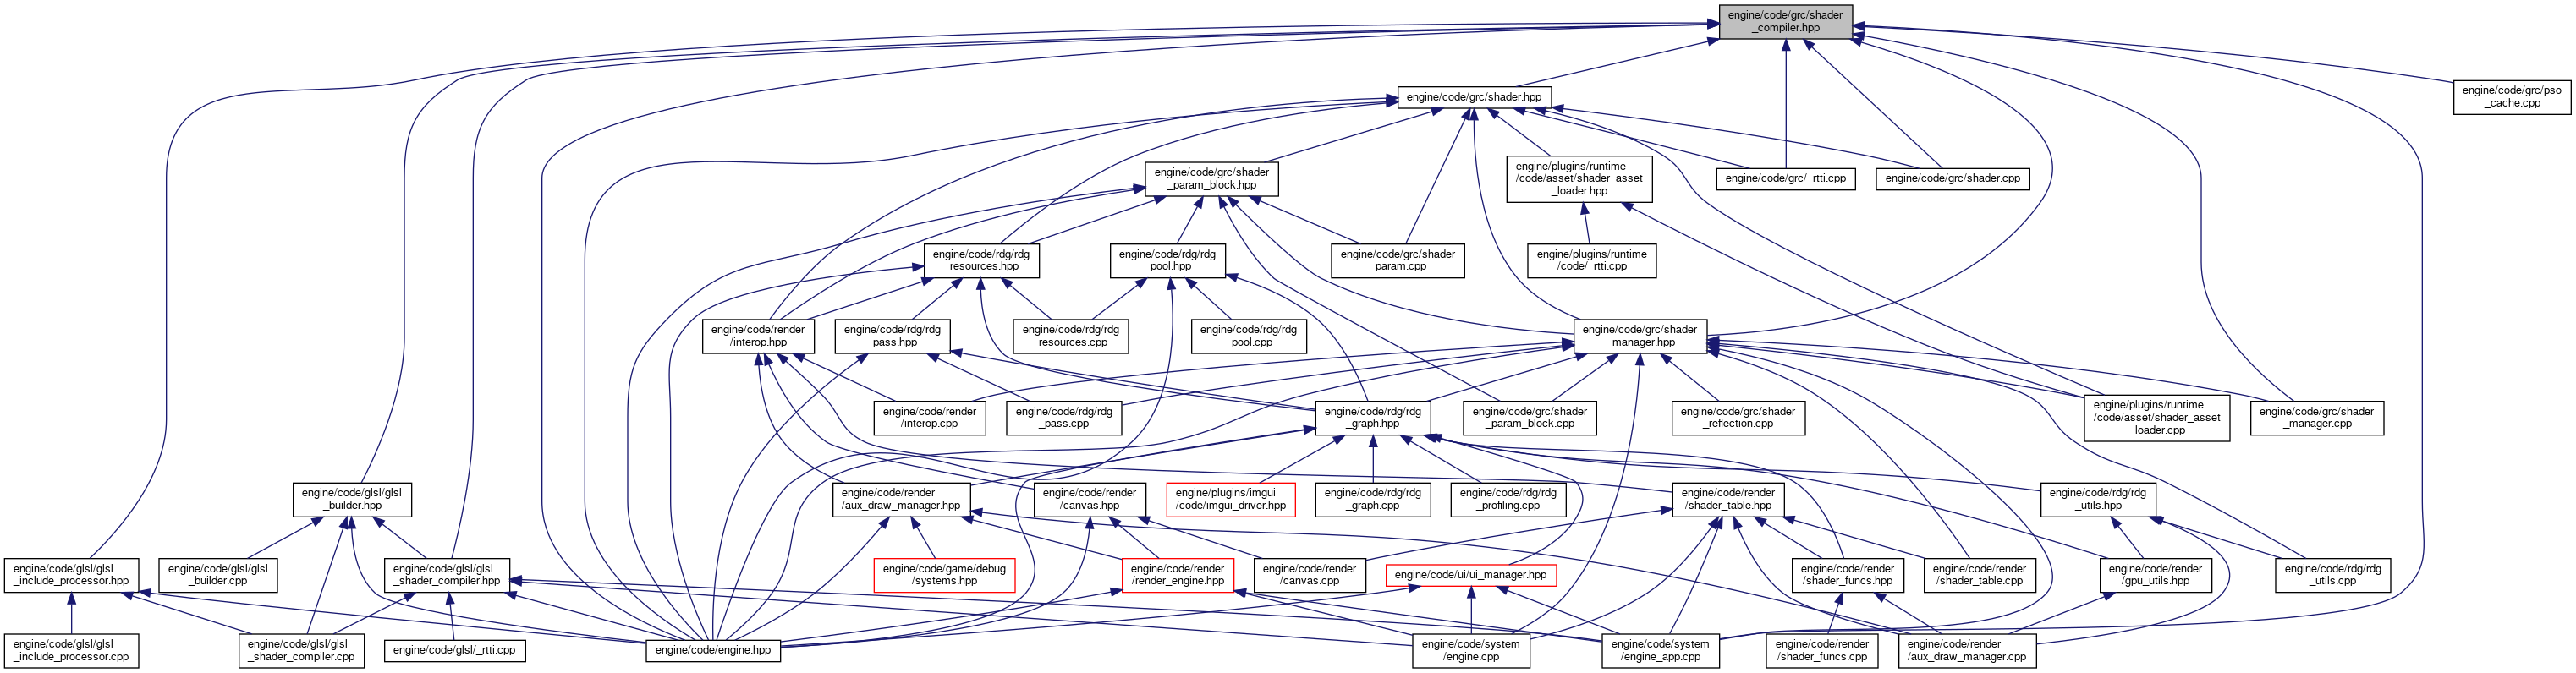 engine/code/grc/shader
_compiler.hpp
engine/code/grc/pso
_cache.cpp
engine/code/grc/shader.hpp
engine/code/grc/shader
_param_block.hpp
engine/plugins/runtime
/code/asset/shader_asset
_loader.hpp
engine/code/grc/_rtti.cpp
engine/code/grc/shader.cpp
engine/code/rdg/rdg
_resources.hpp
engine/code/rdg/rdg
_pool.hpp
engine/code/grc/shader
_param.cpp
engine/plugins/runtime
/code/_rtti.cpp
engine/code/render
/interop.hpp
engine/code/rdg/rdg
_pass.hpp
engine/code/rdg/rdg
_resources.cpp
engine/code/rdg/rdg
_pool.cpp
engine/code/grc/shader
_manager.hpp
engine/code/render
/interop.cpp
engine/code/rdg/rdg
_pass.cpp
engine/code/rdg/rdg
_graph.hpp
engine/code/grc/shader
_param_block.cpp
engine/code/grc/shader
_reflection.cpp
engine/plugins/runtime
/code/asset/shader_asset
_loader.cpp
engine/code/grc/shader
_manager.cpp
engine/code/glsl/glsl
_builder.hpp
engine/code/render
/aux_draw_manager.hpp
engine/code/render
/canvas.hpp
engine/plugins/imgui
/code/imgui_driver.hpp
engine/code/rdg/rdg
_graph.cpp
engine/code/rdg/rdg
_profiling.cpp
engine/code/render
/shader_table.hpp
engine/code/rdg/rdg
_utils.hpp
engine/code/glsl/glsl
_include_processor.hpp
engine/code/glsl/glsl
_builder.cpp
engine/code/glsl/glsl
_shader_compiler.hpp
engine/code/game/debug
/systems.hpp
engine/code/render
/render_engine.hpp
engine/code/render
/canvas.cpp
engine/code/ui/ui_manager.hpp
engine/code/render
/shader_funcs.hpp
engine/code/render
/shader_table.cpp
engine/code/render
/gpu_utils.hpp
engine/code/rdg/rdg
_utils.cpp
engine/code/glsl/glsl
_include_processor.cpp
engine/code/glsl/glsl
_shader_compiler.cpp
engine/code/glsl/_rtti.cpp
engine/code/engine.hpp
engine/code/system
/engine.cpp
engine/code/system
/engine_app.cpp
engine/code/render
/shader_funcs.cpp
engine/code/render
/aux_draw_manager.cpp